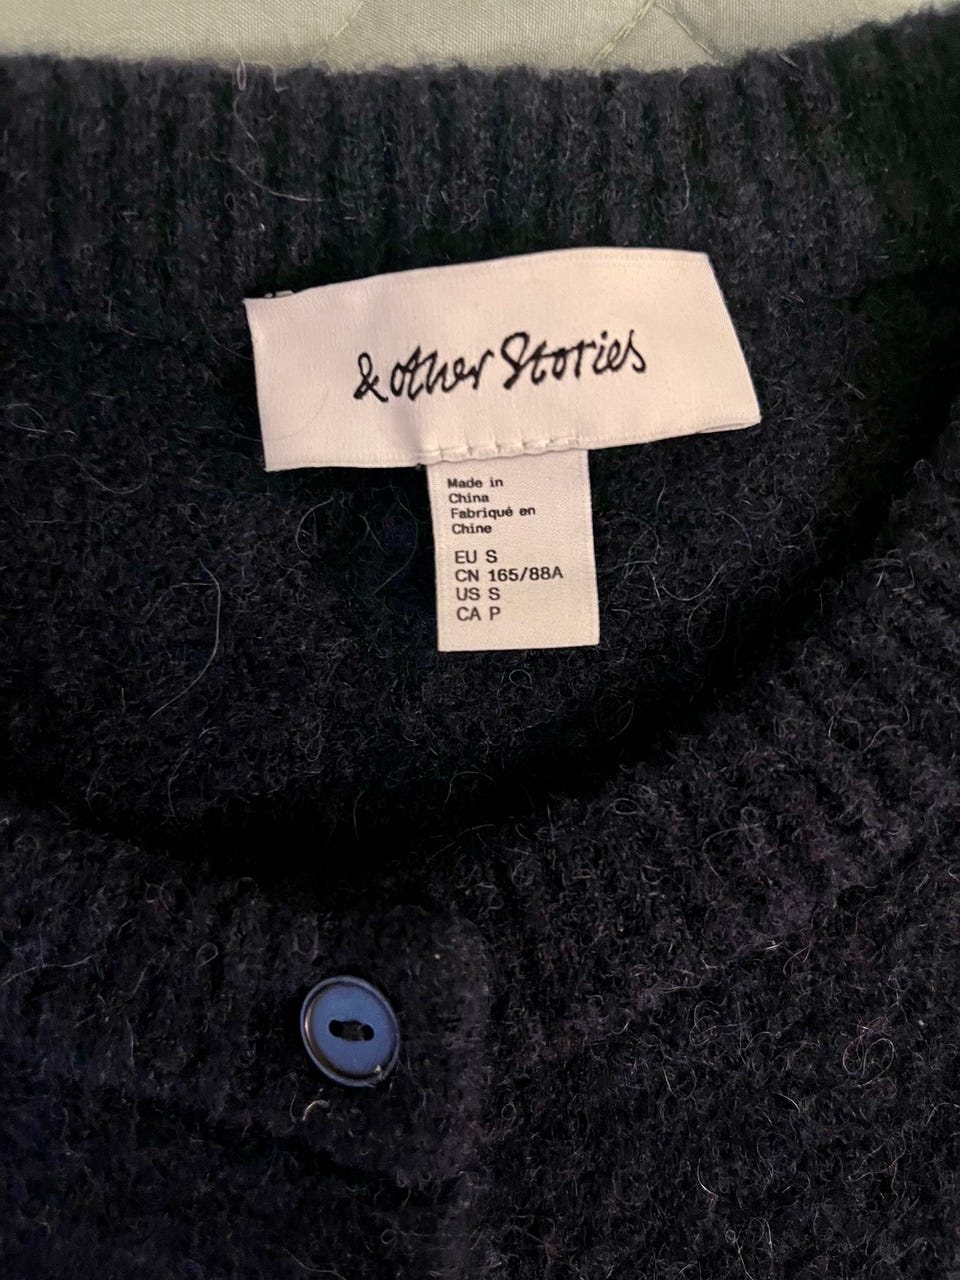 & other Stories
Made in
China
Fabriqué en
Chine
EU S
CN 165/88A
US S
CA P